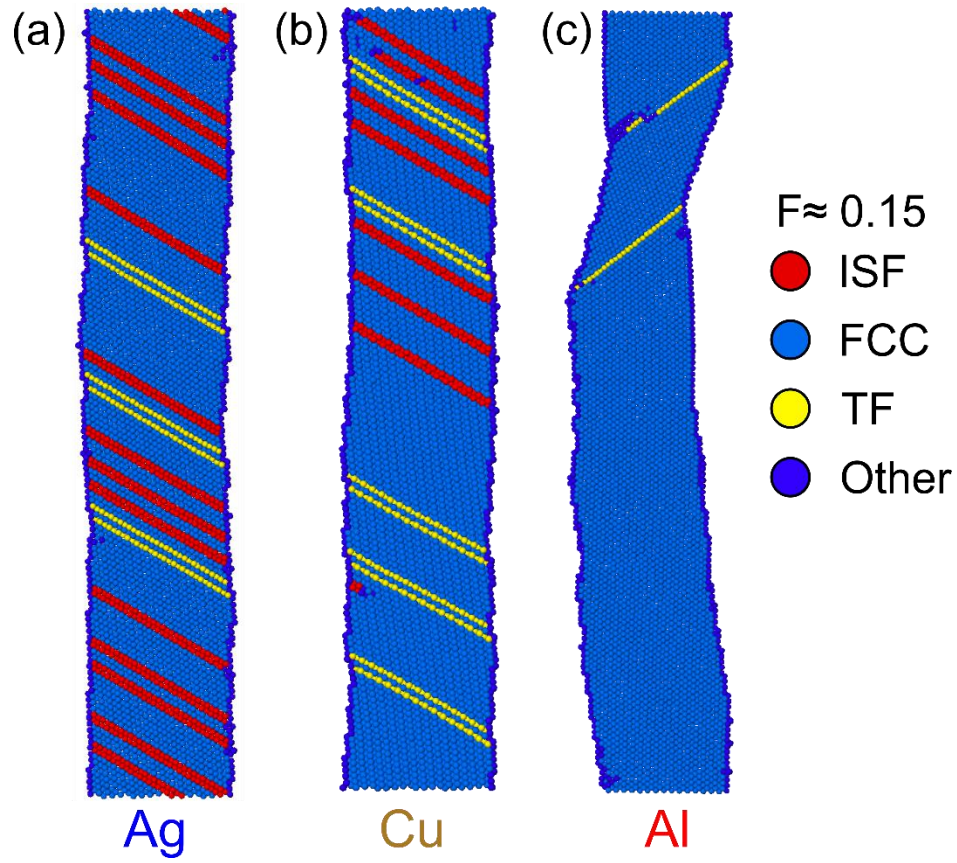 (a) (b) (c)
F≈ 0.15
ISF
FCC
TF
Other
Ag Cu Al